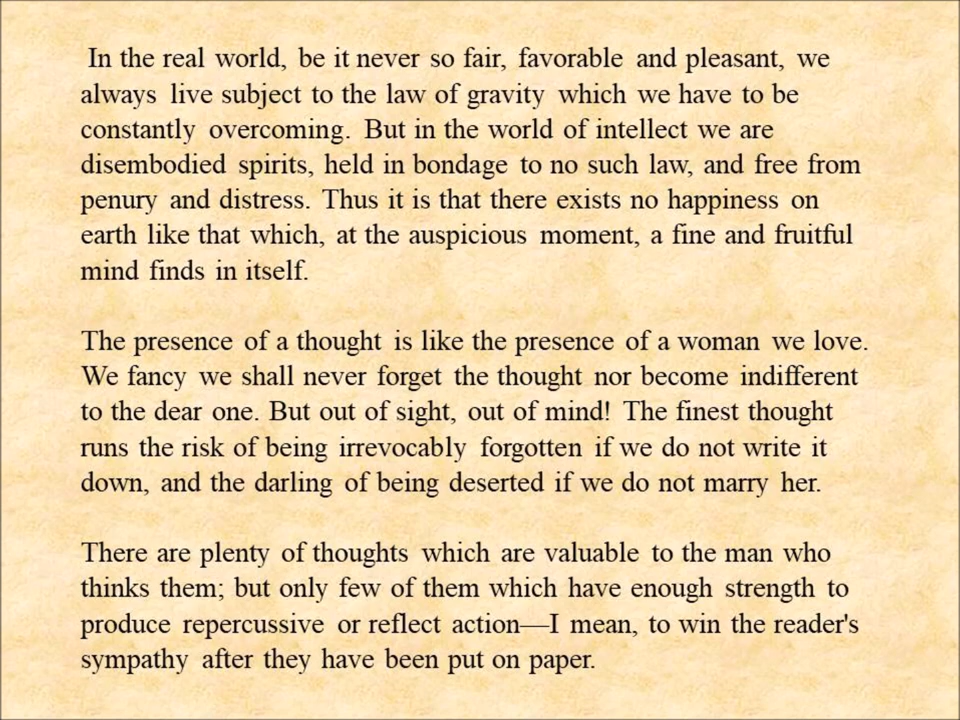 In the real world, be it never so fair, favorable and pleasant, we
always live subject to the law of gravity which we have to be
constantly overcoming. But in the world of intellect we are
disembodied spirits, held in bondage to no such law, and free from
penury and distress. Thus it is that there exists no happiness on
earth like that which, at the auspicious moment, a fine and fruitful
mind finds in itself.

The presence of a thought is like the presence of a woman we love.
We fancy we shall never forget the thought nor become indifferent
to the dear one. But out of sight, out of mind! The finest thought
runs the risk of being irrevocably forgotten if we do not write it
down, and the darling of being deserted if we do not marry her.

There are plenty of thoughts which are valuable to the man who
thinks them; but only few of them which have enough strength to
produce repercussive or reflect action—I mean, to win the reader's
sympathy after they have been put on paper.